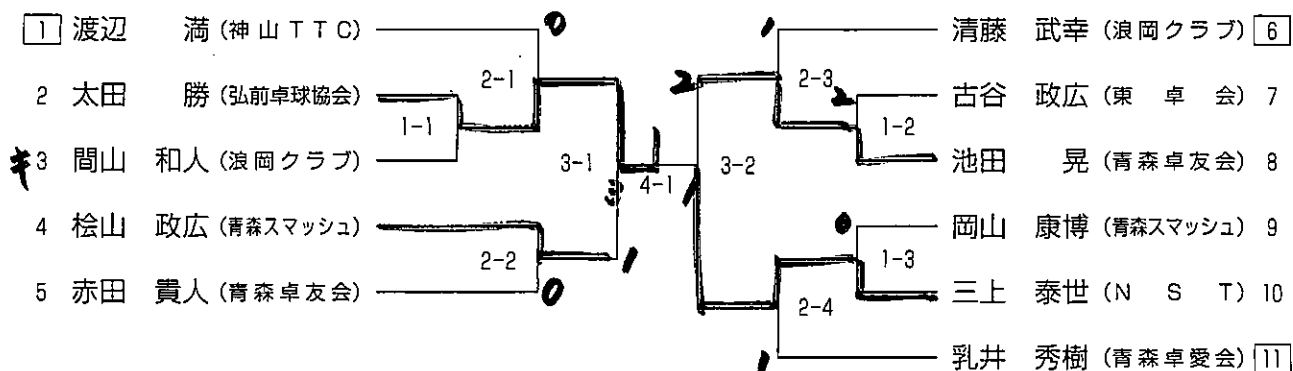 1 渡辺 満 (神山TTC) 0
2 太田 勝 (弘前卓球協会)
キ3 間山 和人 (浪岡クラブ)
4 桧山 政広 (青森スマッシュ)
5 赤田 貴人 (青森卓友会) 0
2-1
1-1
3-1
4-1
2-2
1
1
清藤 武幸 (浪岡クラブ) 6
古谷 政広 (東卓会) 7
池田 晃 (青森卓友会) 8
岡山 康博 (青森スマッシュ) 9
三上 泰世 (NST) 10
乳井 秀樹 (青森卓愛会) 11
1
2-3
2
2
1-2
3-2
0
1-3
2-4
1